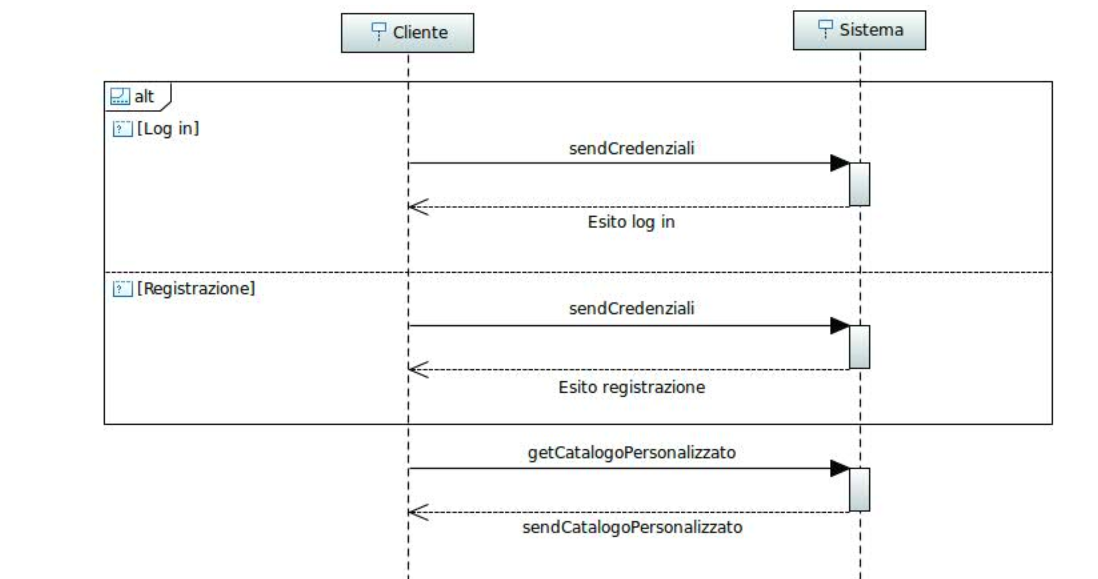 Cliente
Sistema
alt
[Log in]
sendCredenziali
Esito log in
[Registrazione]
sendCredenziali
Esito registrazione
getCatalogoPersonalizzato
sendCatalogoPersonalizzato